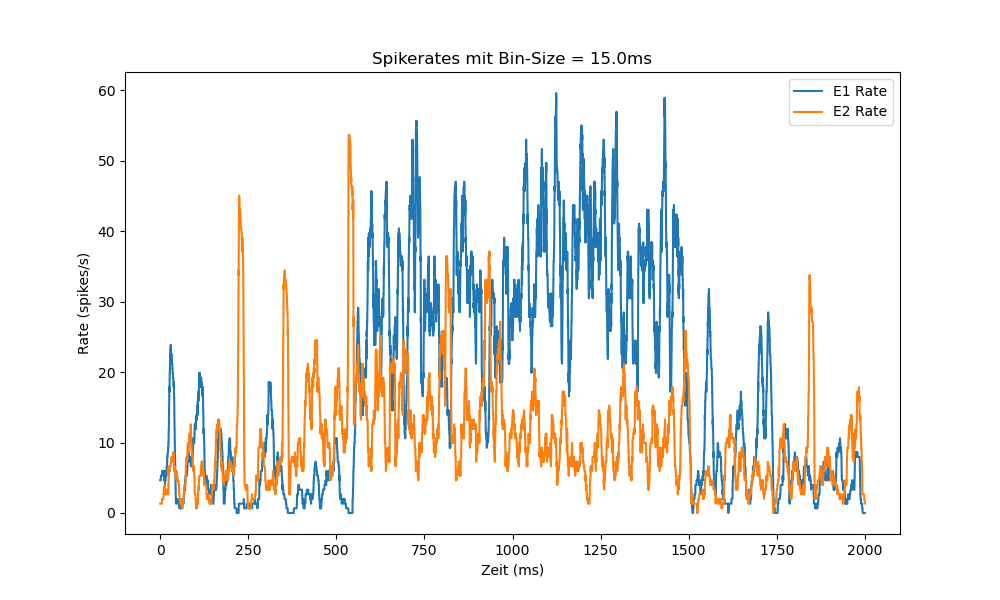 Spikerates mit Bin-Size = 15.0ms
E1 Rate
E2 Rate
Rate (spikes/s)
60
50
40
30
20
10
0
0 250 500 750 1000 1250 1500 1750 2000
Zeit (ms)